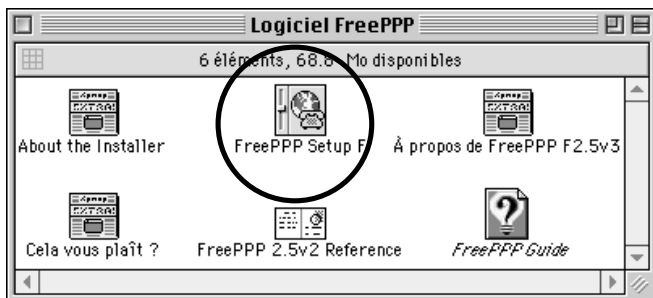 Logiciel FreePPP
6 éléments, 68.8 Mo disponibles
About the Installer
FreePPP Setup F
À propos de FreePPP F2.5v3
Cela vous plaît ?
FreePPP 2.5v2 Reference
FreePPP Guide